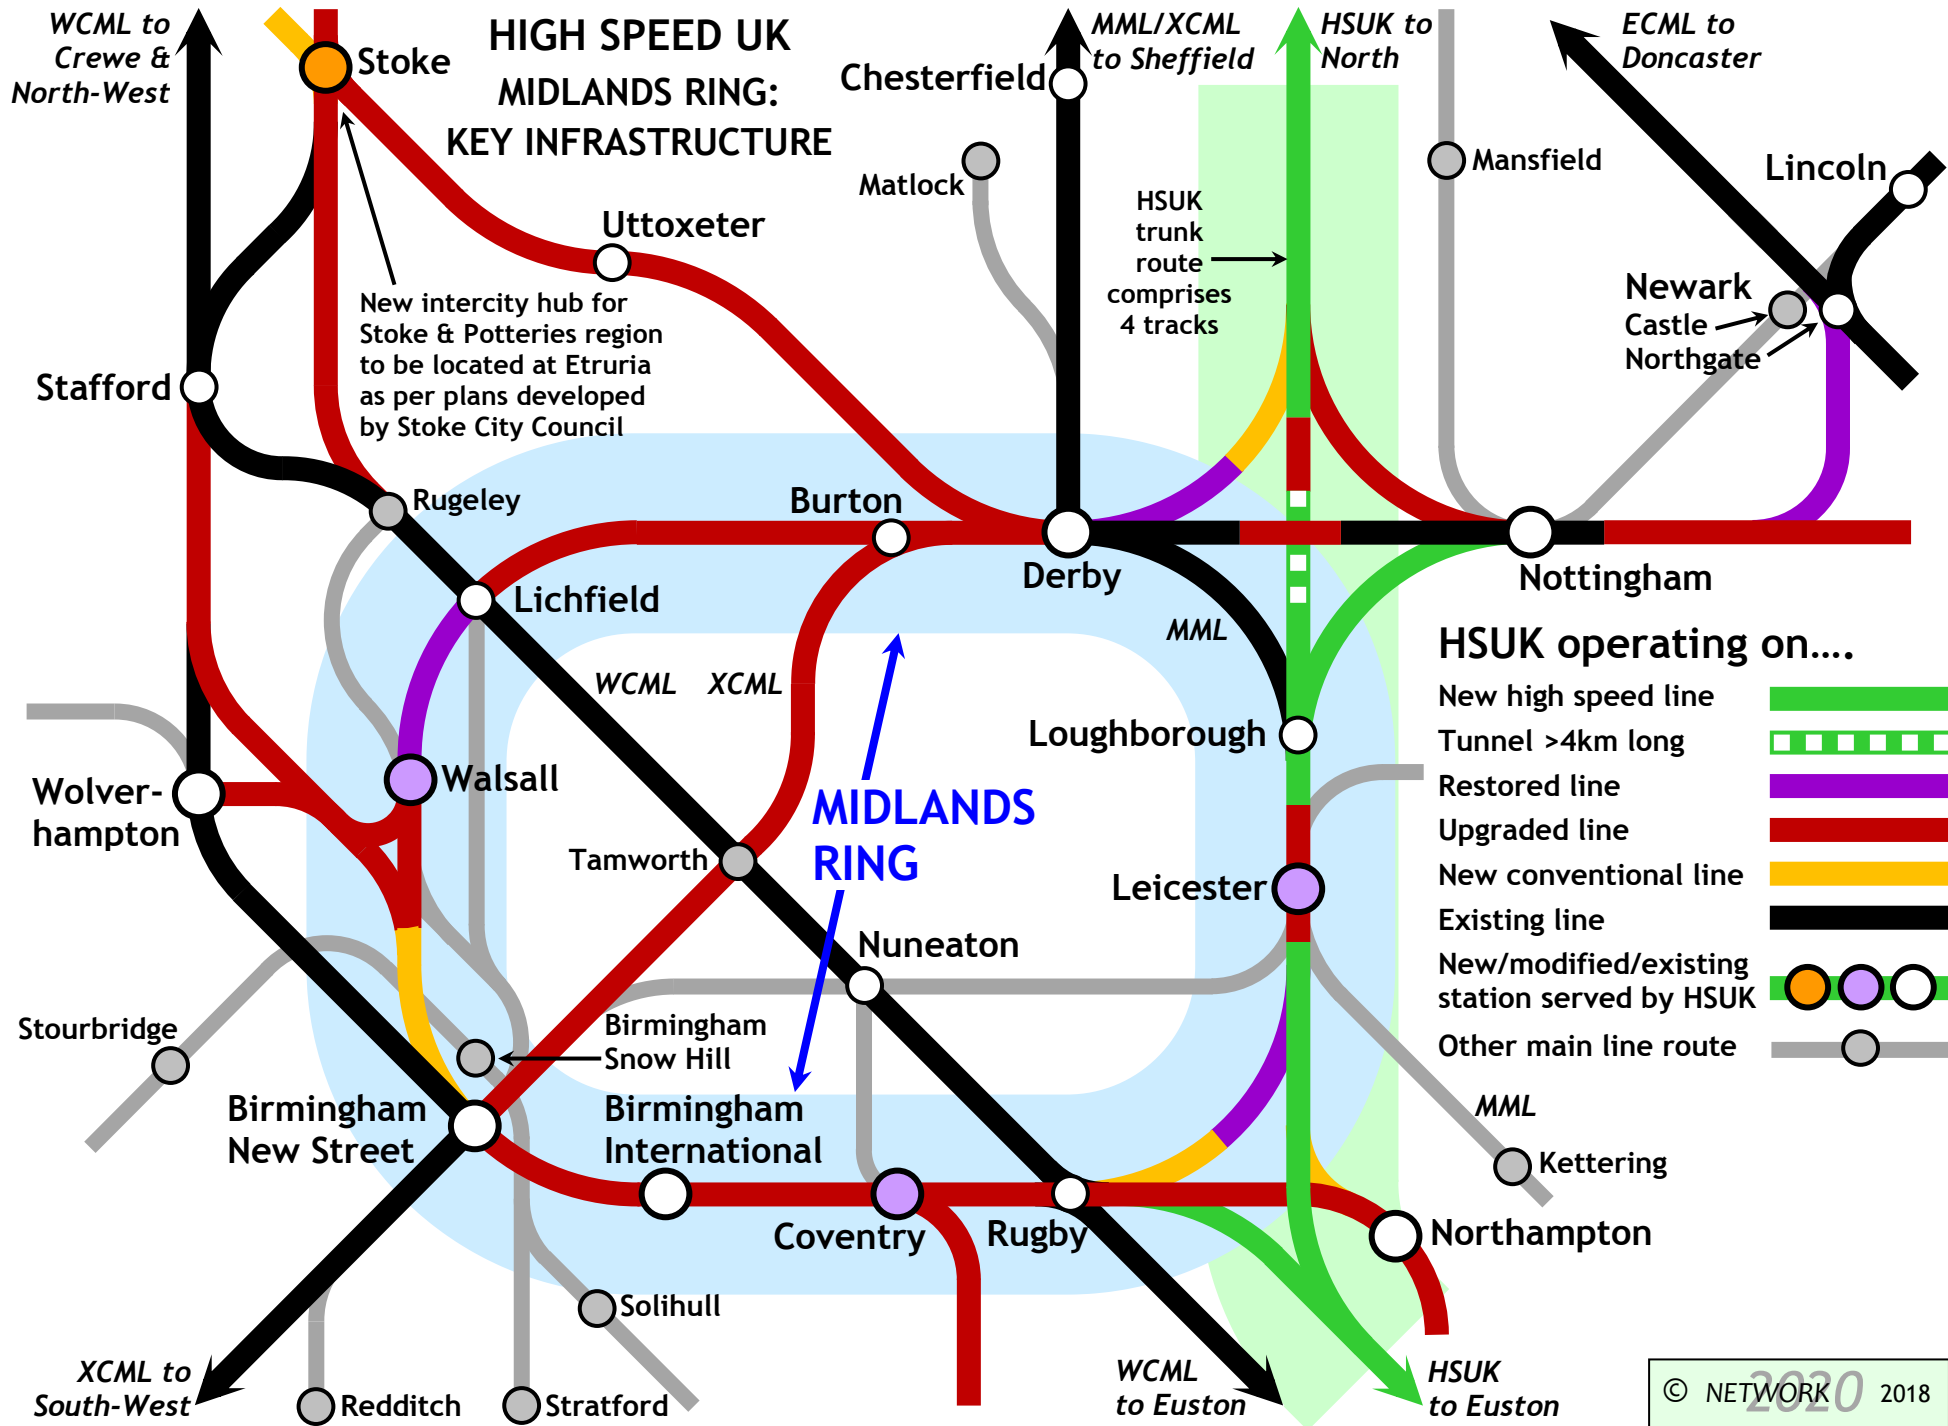 WCML to
Crewe &
North-West
Stoke
HIGH SPEED UK
MIDLANDS RING:
KEY INFRASTRUCTURE
Chesterfield
MML/XCML
to Sheffield
HSUK to
North
ECML to
Doncaster
Matlock
Mansfield
Lincoln
HSUK
trunk
route
comprises
4 tracks
Uttoxeter
New intercity hub for
Stoke & Potteries region
to be located at Etruria
as per plans developed
by Stoke City Council
Newark
Castle
Northgate
Stafford
Rugeley
Burton
Derby
Nottingham
Lichfield
MML
WCML
XCML
Loughborough
HSUK operating on....
New high speed line
Tunnel >4km long
Restored line
Upgraded line
New conventional line
Existing line
New/modified/existing
station served by HSUK
Other main line route
Wolver-
hampton
Walsall
MIDLANDS
RING
Tamworth
Leicester
Nuneaton
Stourbridge
Birmingham
Snow Hill
Birmingham
New Street
Birmingham
International
MML
Kettering
Coventry
Rugby
Northampton
Solihull
XCML to
South-West
Redditch
Stratford
WCML
to Euston
HSUK
to Euston
© NETWORK 2020 2018